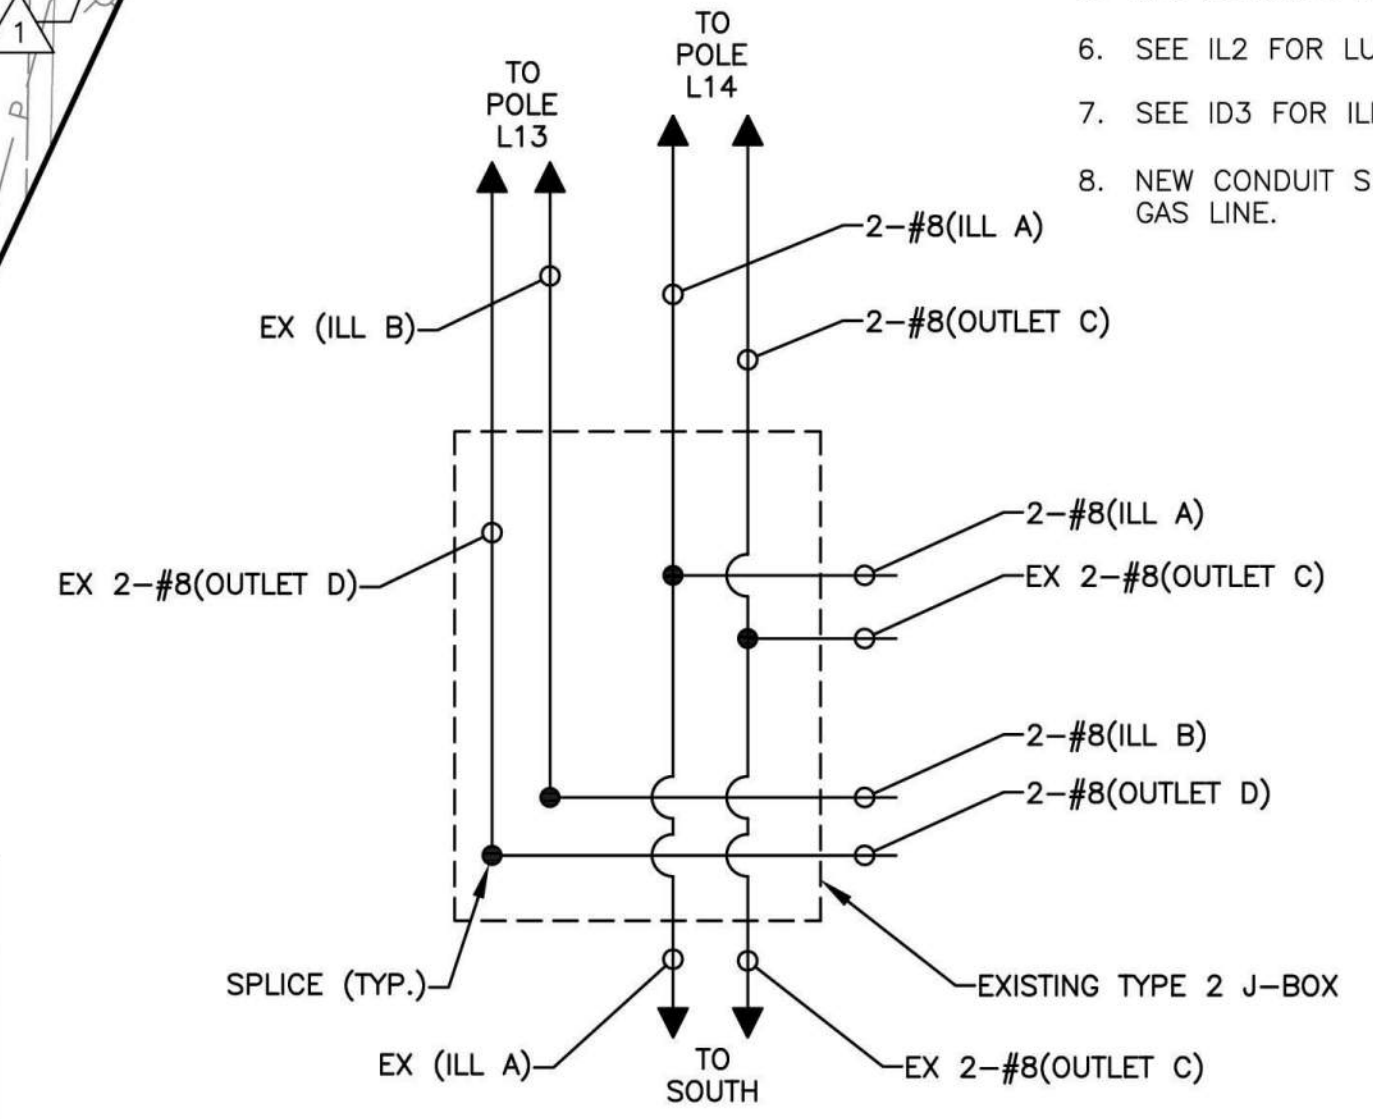 1
P
TO
POLE
L13
TO
POLE
L14
6. SEE IL2 FOR
7. SEE ID3 FOR
8. NEW CONDUIT
GAS LINE.
2-#8(ILL A)
EX (ILL B)
2-#8(OUTLET C)
2-#8(ILL A)
EX 2-#8(OUTLET D)
EX 2-#8(OUTLET C)
2-#8(ILL B)
2-#8(OUTLET D)
SPLICE (TYP.)
EXISTING TYPE 2 J-BOX
EX (ILL A)
TO
SOUTH
EX 2-#8(OUTLET C)